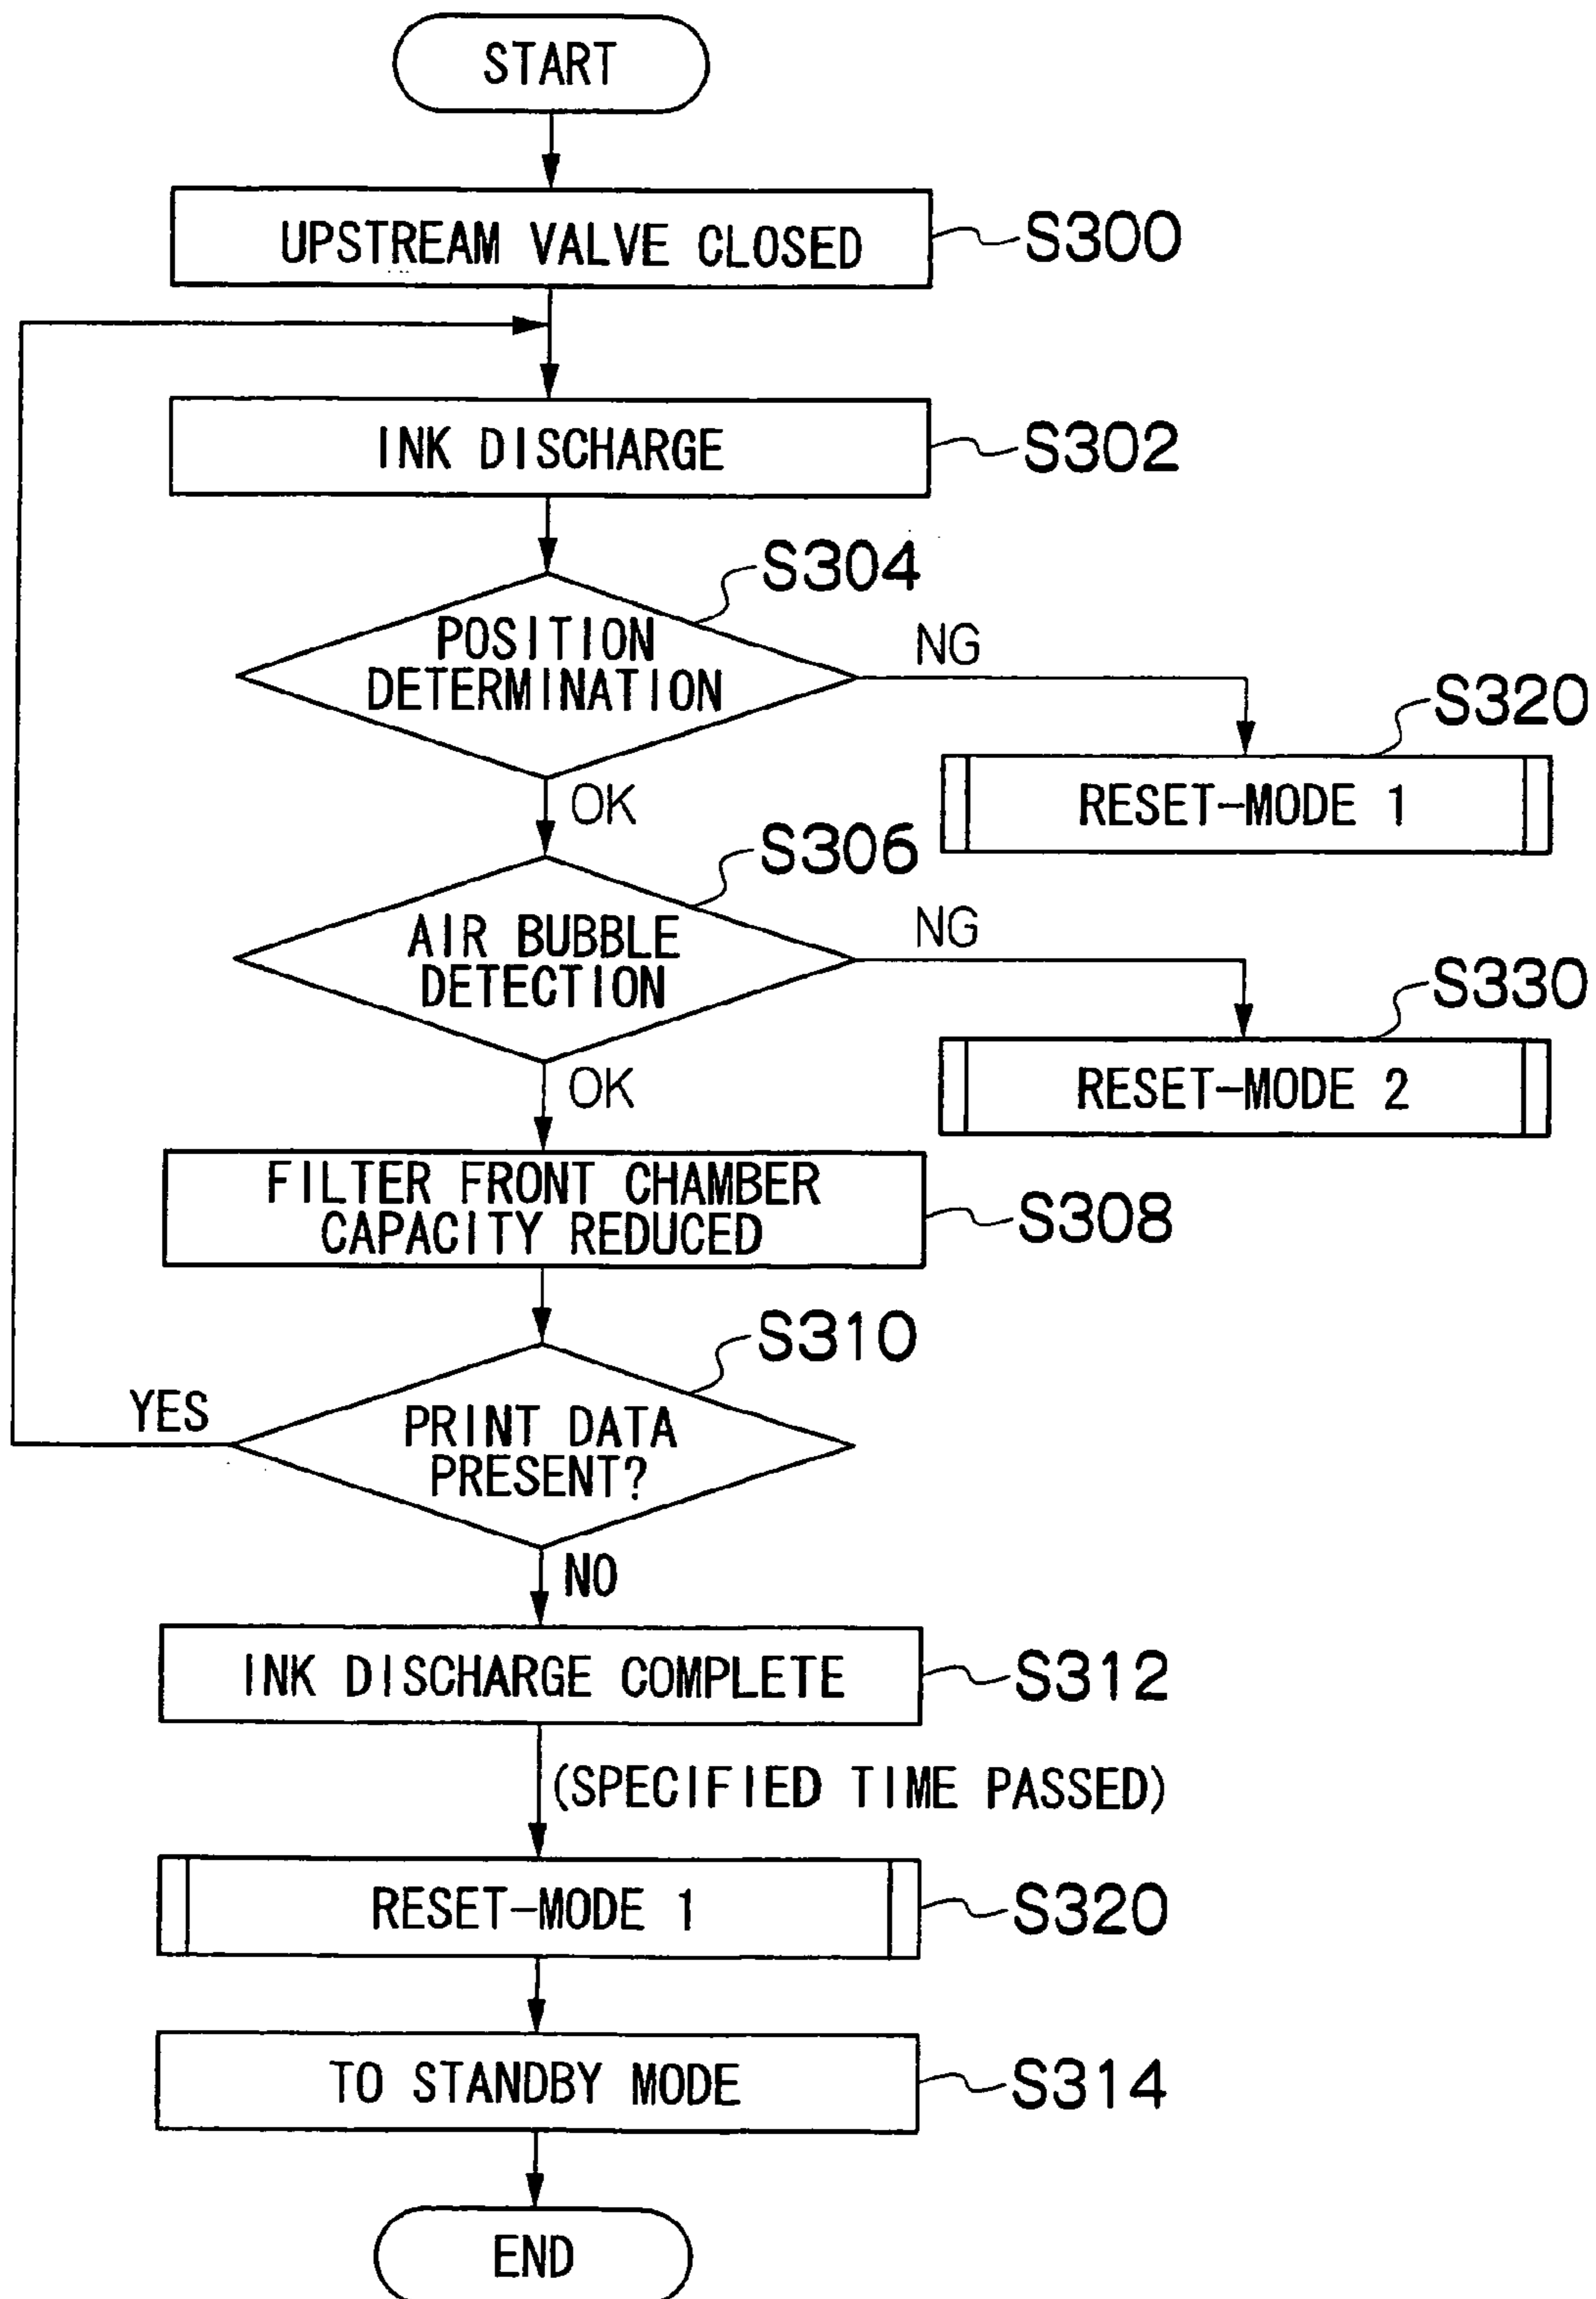 START
UPSTREAM VALVE CLOSED
S300
INK DISCHARGE
S302
S304
POSITION
DETERMINATION
NG
S320
RESET-MODE 1
OK
S306
AIR BUBBLE
DETECTION
NG
S330
RESET-MODE 2
OK
FILTER FRONT CHAMBER
CAPACITY REDUCED
S308
S310
YES
PRINT DATA
PRESENT?
NO
INK DISCHARGE COMPLETE
S312
(SPECIFIED TIME PASSED)
RESET-MODE 1
S320
TO STANDBY MODE
S314
END